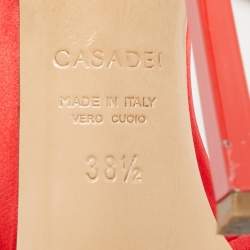 CASADEI
MADE IN ITALY
VERO CUOIO
38½